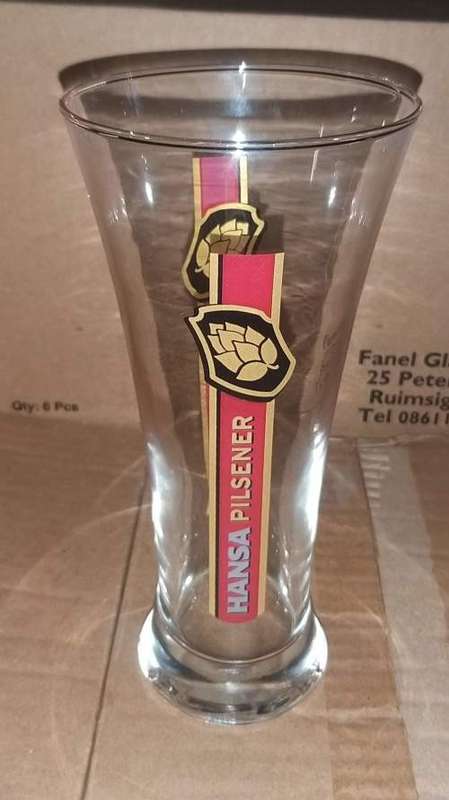 HANSA PILSENER
Qty: 6 Pcs
Fanel Gl
25 Peter
Ruimsig
Tel 0861